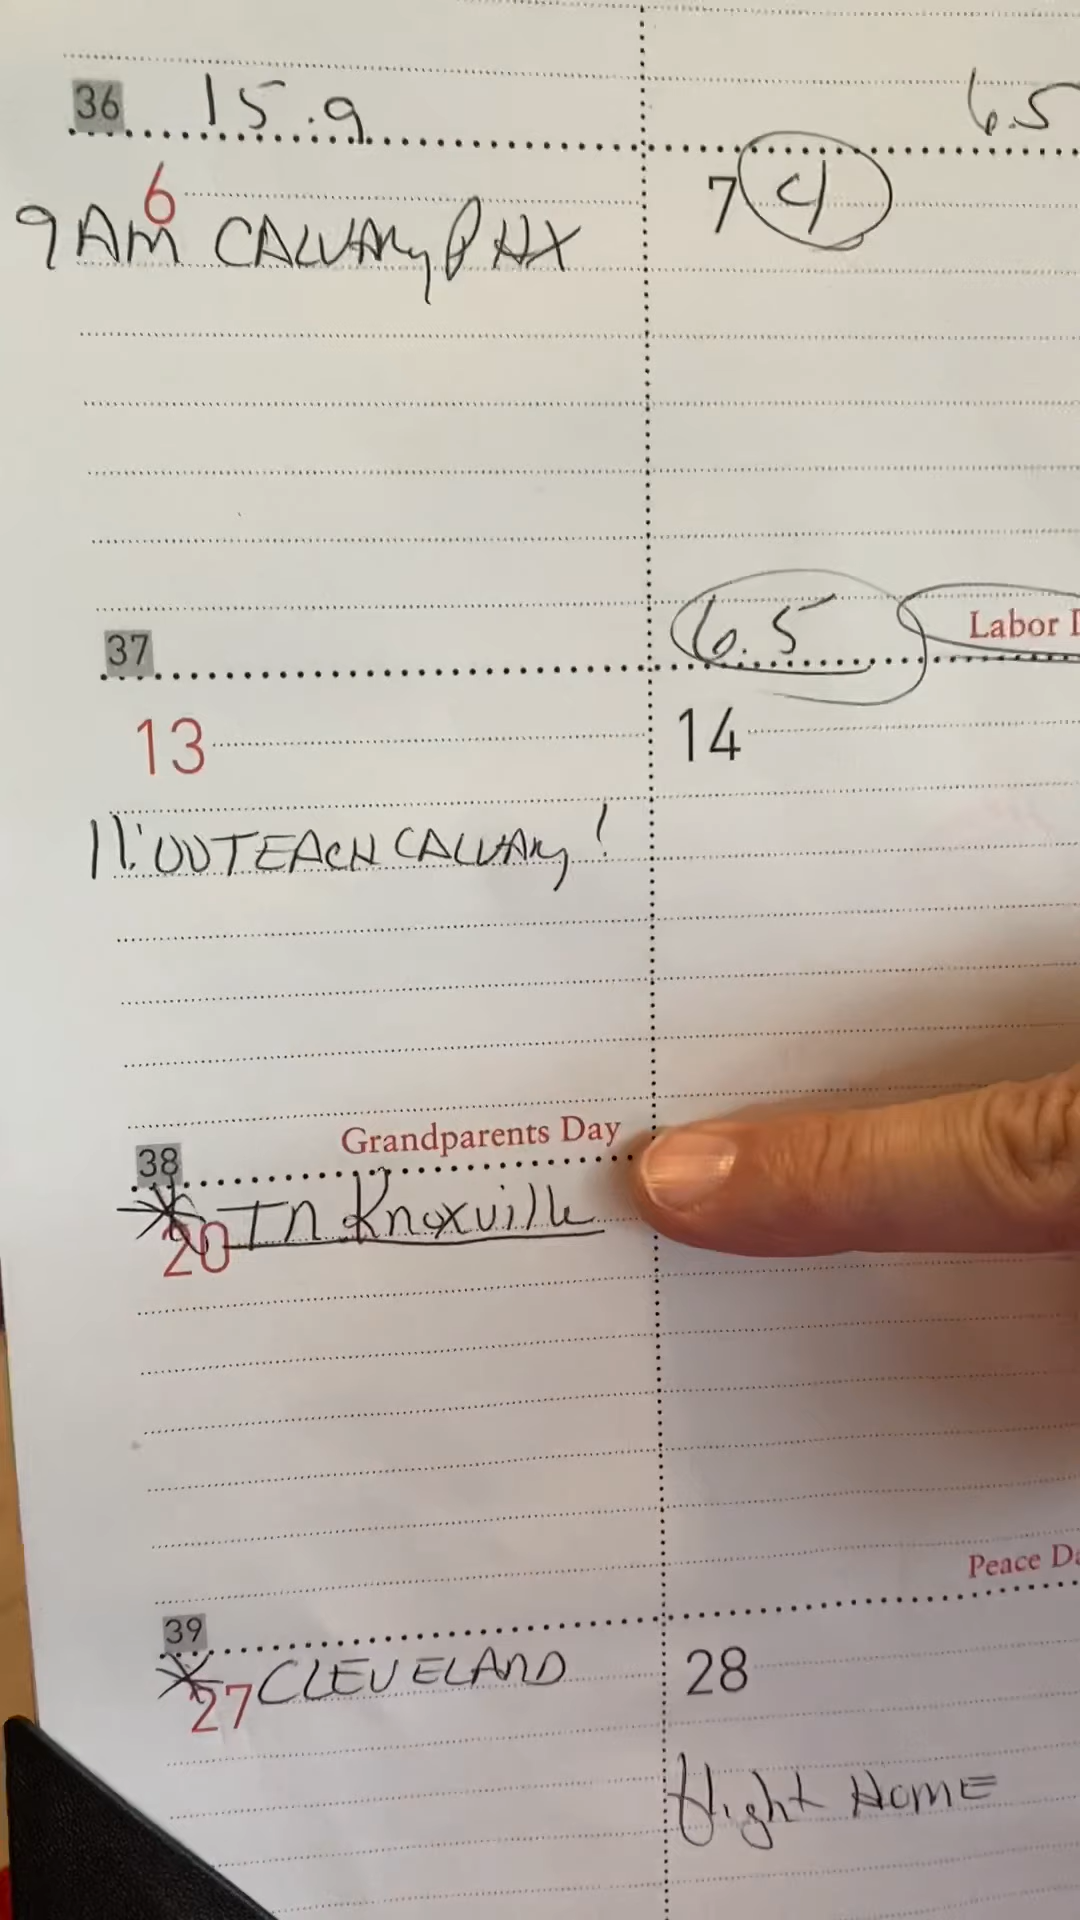 36 15.9
6.5
6
7 4
9AM CALVARY PHX
6.5
Labor D
37
13
14
11:00 TEACH CALVARY!
Grandparents Day
38
20 IN Knoxville
Peace Da
39
27 CLEVELAND
28
flight HOME